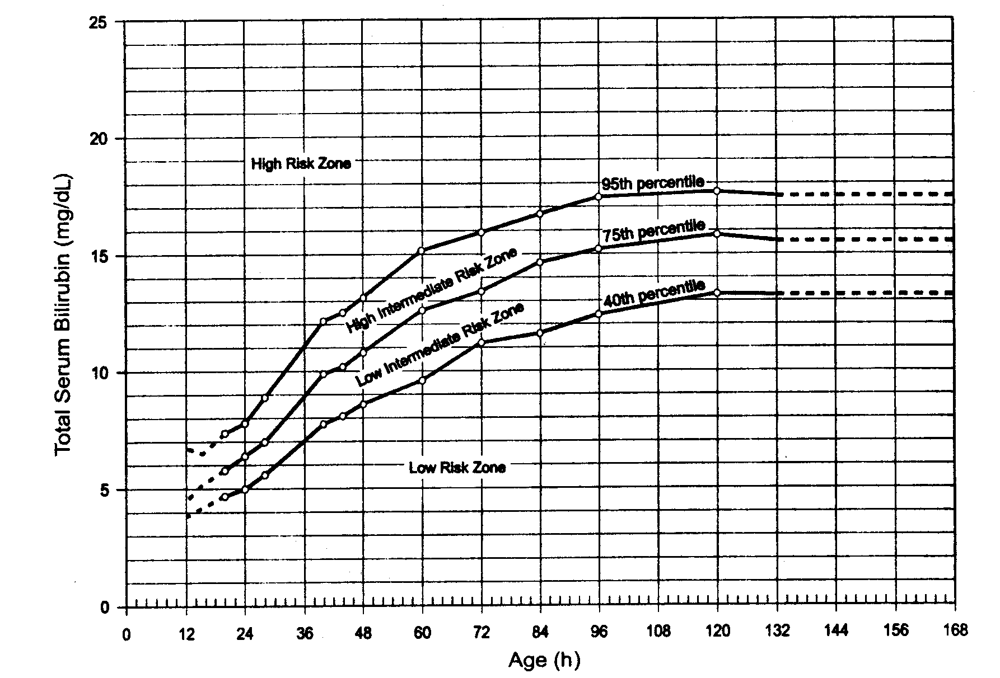 25
20
15
10
5
0
Total Serum Bilirubin (mg/dL)
High Risk Zone
95th percentile
High Intermediate Risk Zone
75th percentile
Low Intermediate Risk Zone
40th percentile
Low Risk Zone
0 12 24 36 48 60 72 84 96 108 120 132 144 156 168
Age (h)